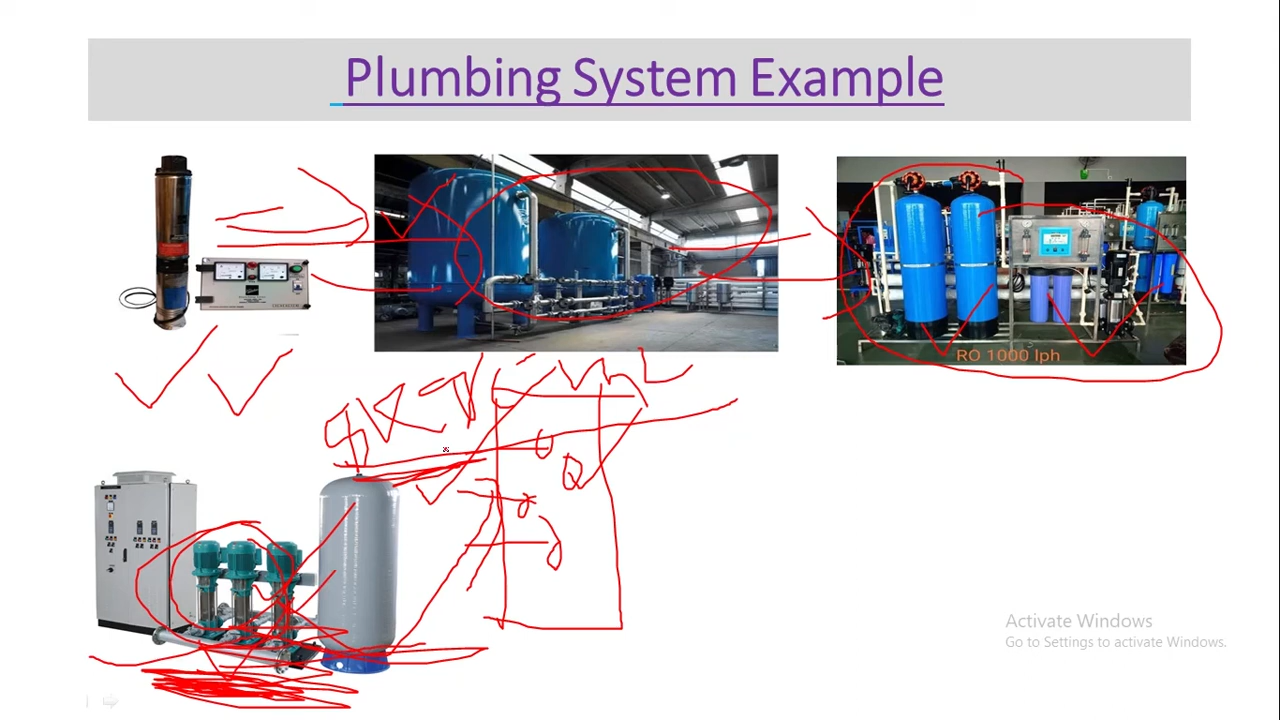 Plumbing System Example
RO 1000 lph
Activate Windows
Go to Settings to activate Windows.